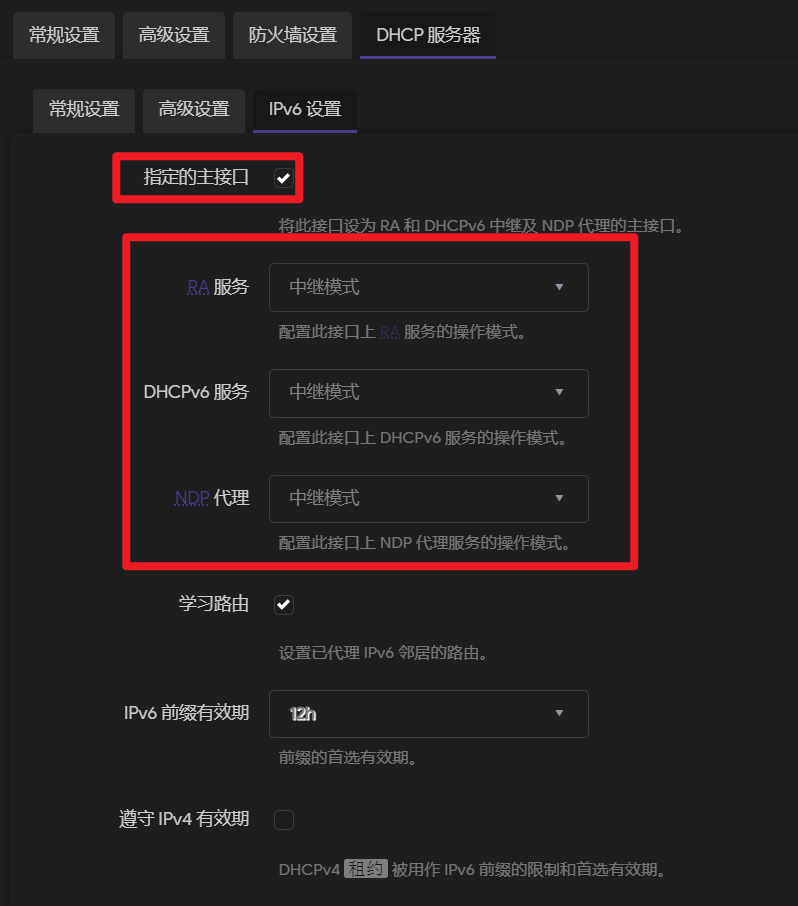 常规设置 高级设置 防火墙设置 DHCP 服务器
常规设置 高级设置 IPv6 设置
指定的主接口
将此接口设为 RA 和 DHCPv6 中继及 NDP 代理的主接口。
RA 服务 中继模式
配置此接口上 RA 服务的操作模式。
DHCPv6 服务 中继模式
配置此接口上 DHCPv6 服务的操作模式。
NDP 代理 中继模式
配置此接口上 NDP 代理服务的操作模式。
学习路由
设置已代理 IPv6 邻居的路由。
IPv6 前缀有效期 12h
前缀的首选有效期。
遵守 IPv4 有效期
DHCPv4 租约 被用作 IPv6 前缀的限制和首选有效期。